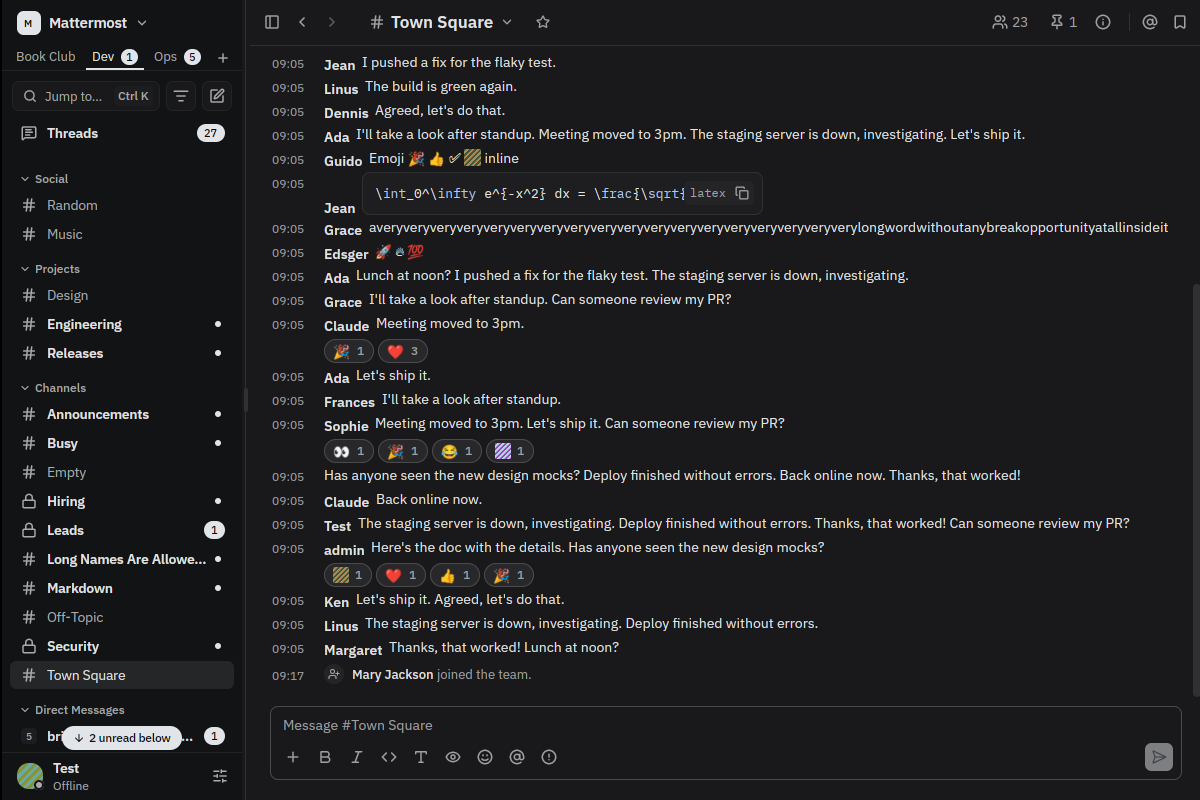 M Mattermost
Book Club Dev 1 Ops 5
Jump to... Ctrl K
Threads 27
Social
Random
Music
Projects
Design
Engineering
Releases
Channels
Announcements
Busy
Empty
Hiring
Leads 1
Long Names Are Allowe...
Markdown
Off-Topic
Security
Town Square
Direct Messages
5 bri ... 1
2 unread below
Test
Offline
# Town Square 23 1
09:05 Jean I pushed a fix for the flaky test.
09:05 Linus The build is green again.
09:05 Dennis Agreed, let's do that.
09:05 Ada I'll take a look after standup. Meeting moved to 3pm. The staging server is down, investigating. Let's ship it.
09:05 Guido Emoji 🎉 👍 ✅ inline
09:05 Jean \int_0^\infty e^{-x^2} dx = \frac{\sqrt{ latex
09:05 Grace averyveryveryveryveryveryveryveryveryveryveryveryveryveryveryveryveryverylongwordwithoutanybreakopportunityatallinsideit
09:05 Edsger 🚀 🔥 💯
09:05 Ada Lunch at noon? I pushed a fix for the flaky test. The staging server is down, investigating.
09:05 Grace I'll take a look after standup. Can someone review my PR?
09:05 Claude Meeting moved to 3pm.
🎉 1 ❤️ 3
09:05 Ada Let's ship it.
09:05 Frances I'll take a look after standup.
09:05 Sophie Meeting moved to 3pm. Let's ship it. Can someone review my PR?
👀 1 🎉 1 😂 1 1
09:05 Has anyone seen the new design mocks? Deploy finished without errors. Back online now. Thanks, that worked!
09:05 Claude Back online now.
09:05 Test The staging server is down, investigating. Deploy finished without errors. Thanks, that worked! Can someone review my PR?
09:05 admin Here's the doc with the details. Has anyone seen the new design mocks?
1 ❤️ 1 👍 1 🎉 1
09:05 Ken Let's ship it. Agreed, let's do that.
09:05 Linus The staging server is down, investigating. Deploy finished without errors.
09:05 Margaret Thanks, that worked! Lunch at noon?
09:17 Mary Jackson joined the team.
Message #Town Square